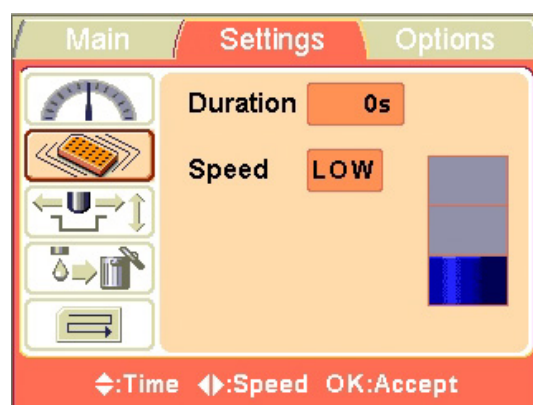 Main Settings Options
Duration 0s
Speed LOW
:Time :Speed OK:Accept